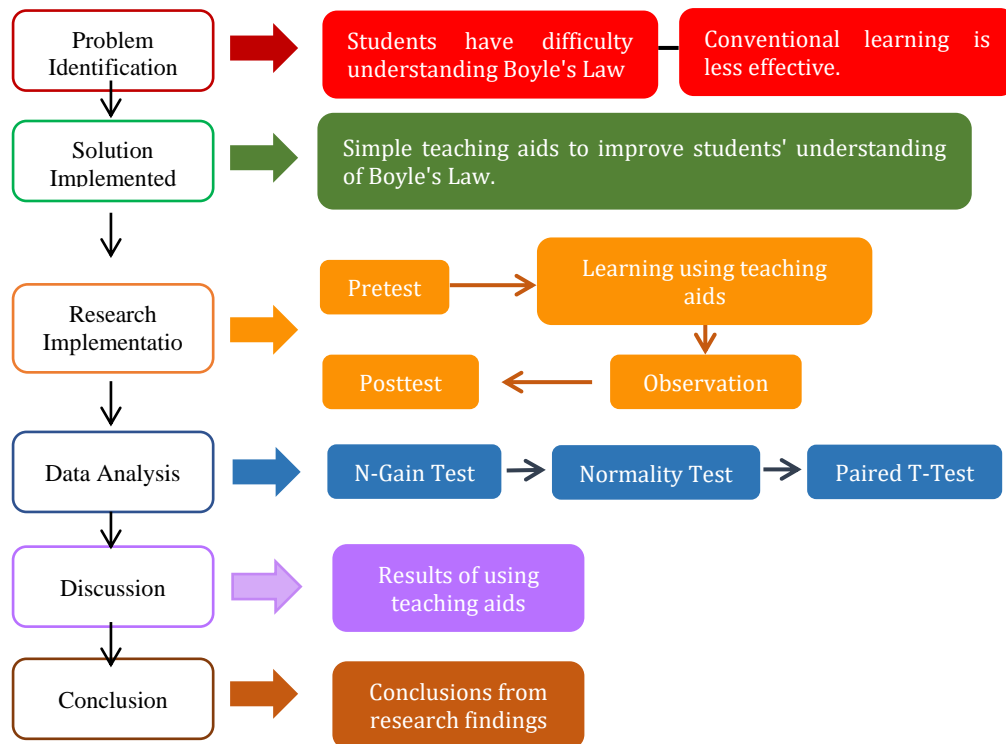 Problem
Identification
Students have difficulty
understanding Boyle's Law
Conventional learning is
less effective.
Solution
Implemented
Simple teaching aids to improve students' understanding
of Boyle's Law.
Research
Implementatio
Pretest
Learning using teaching
aids
Posttest
Observation
Data Analysis
N-Gain Test
Normality Test
Paired T-Test
Discussion
Results of using
teaching aids
Conclusion
Conclusions from
research findings